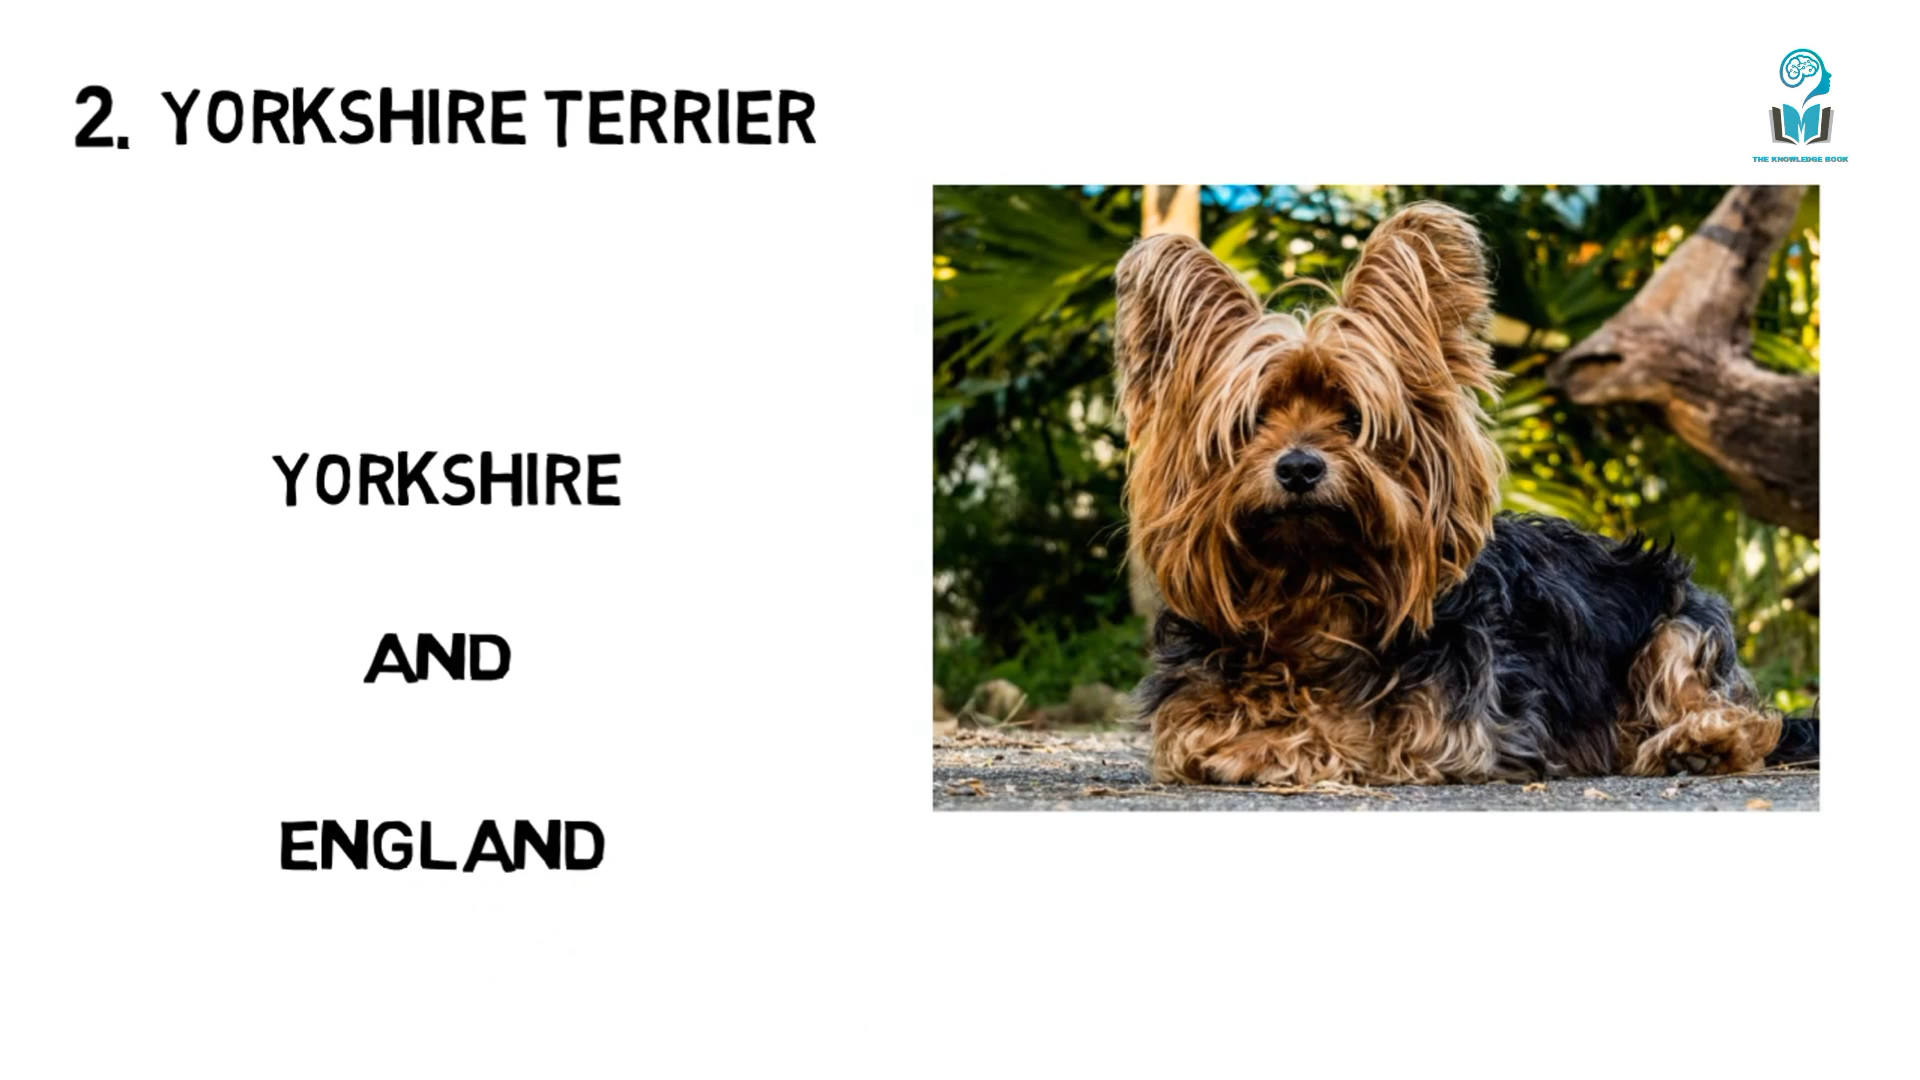 2. YORKSHIRE TERRIER
THE KNOWLEDGE BOOK
YORKSHIRE
AND
ENGLAND